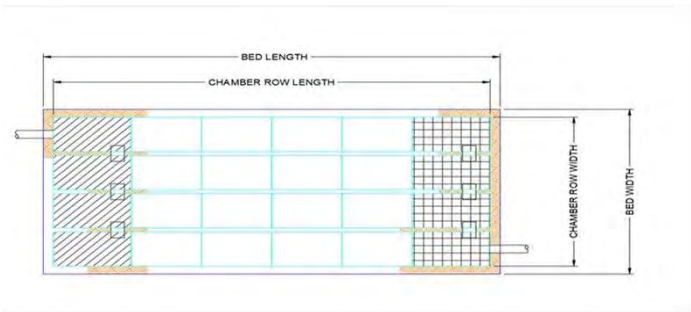 BED LENGTH
CHAMBER ROW LENGTH
CHAMBER ROW WIDTH
BED WIDTH